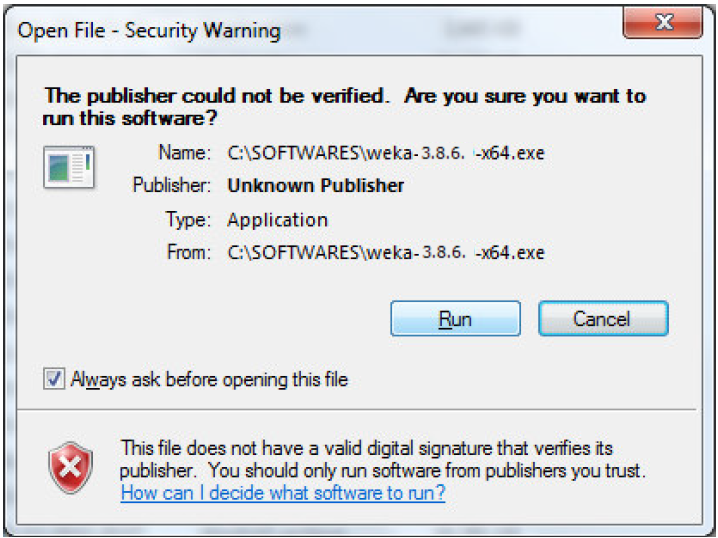 Open File - Security Warning
The publisher could not be verified. Are you sure you want to
run this software?
Name: C:\SOFTWARES\weka-3.8.6. -x64.exe
Publisher: Unknown Publisher
Type: Application
From: C:\SOFTWARES\weka-3.8.6. -x64.exe
Run Cancel
Always ask before opening this file
This file does not have a valid digital signature that verifies its
publisher. You should only run software from publishers you trust.
How can I decide what software to run?